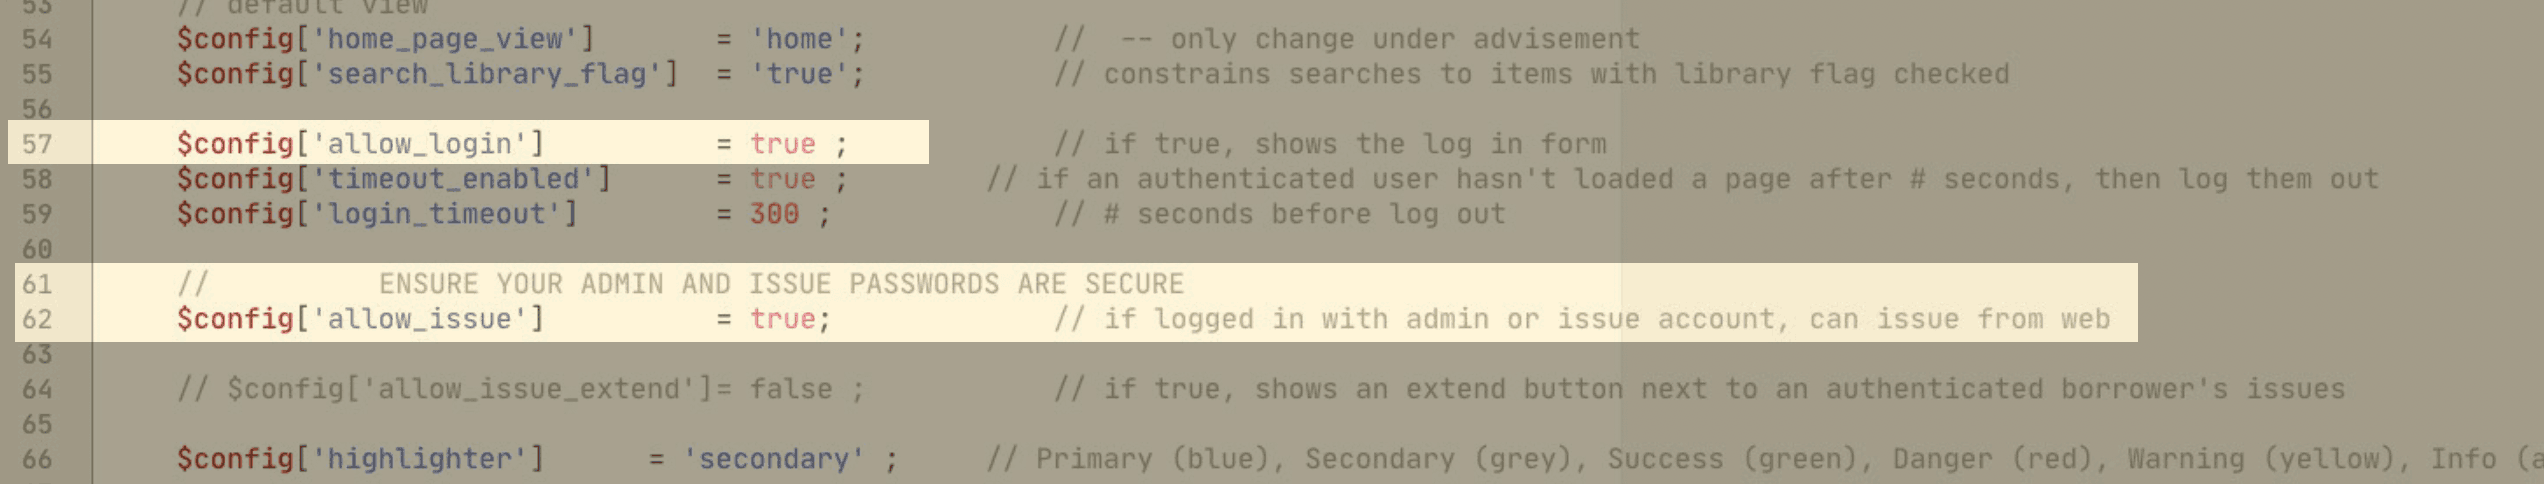 53 // default view
54 $config['home_page_view'] = 'home'; // -- only change under advisement
55 $config['search_library_flag'] = 'true'; // constrains searches to items with library flag checked
56
57 $config['allow_login'] = true ; // if true, shows the log in form
58 $config['timeout_enabled'] = true ; // if an authenticated user hasn't loaded a page after # seconds, then log them out
59 $config['login_timeout'] = 300 ; // # seconds before log out
60
61 // ENSURE YOUR ADMIN AND ISSUE PASSWORDS ARE SECURE
62 $config['allow_issue'] = true; // if logged in with admin or issue account, can issue from web
63
64 // $config['allow_issue_extend']= false ; // if true, shows an extend button next to an authenticated borrower's issues
65
66 $config['highlighter'] = 'secondary' ; // Primary (blue), Secondary (grey), Success (green), Danger (red), Warning (yellow), Info (a